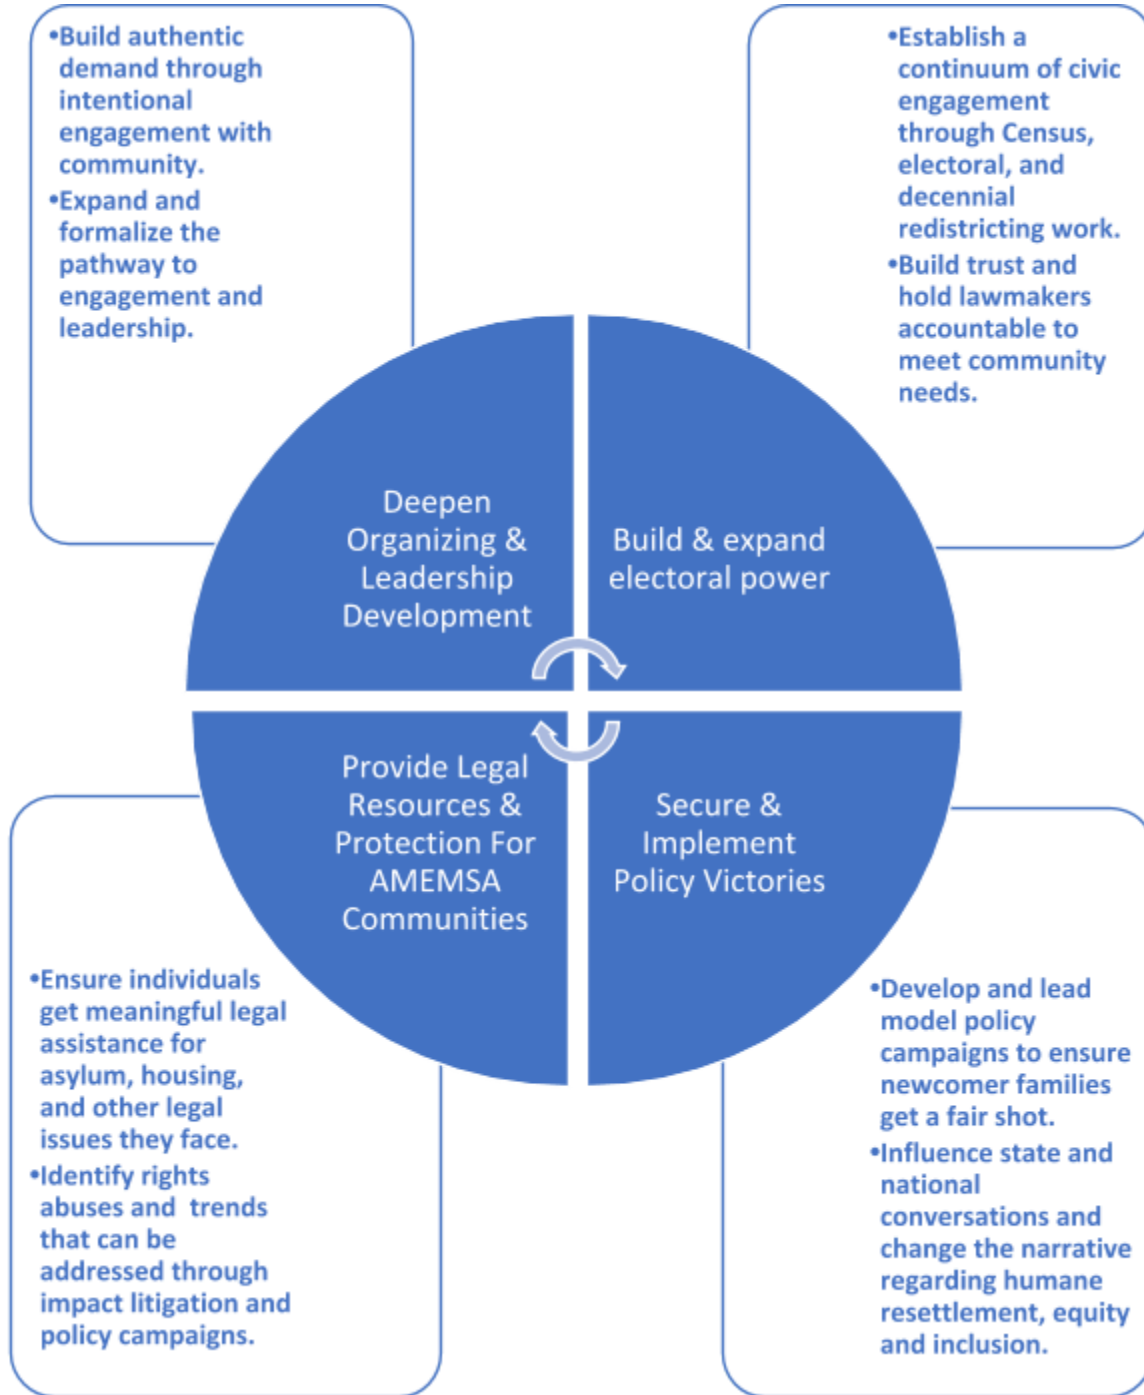 •Build authentic
demand through
intentional
engagement with
community.
•Expand and
formalize the
pathway to
engagement and
leadership.
•Establish a
continuum of civic
engagement
through Census,
electoral, and
decennial
redistricting work.
•Build trust and
hold lawmakers
accountable to
meet community
needs.
Deepen
Organizing &
Leadership
Development
Build & expand
electoral power
Provide Legal
Resources &
Protection For
AMEMSA
Communities
Secure &
Implement
Policy Victories
•Ensure individuals
get meaningful legal
assistance for
asylum, housing,
and other legal
issues they face.
•Identify rights
abuses and  trends
that can be
addressed through
impact litigation and
policy campaigns.
•Develop and lead
model policy
campaigns to ensure
newcomer families
get a fair shot.
•Influence state and
national
conversations and
change the narrative
regarding humane
resettlement, equity
and inclusion.